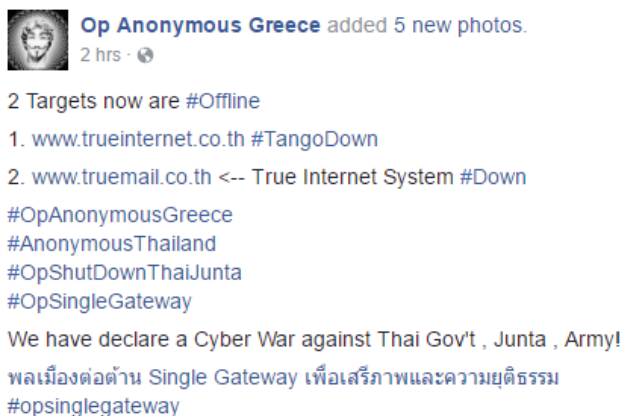 Op Anonymous Greece added 5 new photos.
2 hrs ·
2 Targets now are #Offline
1. www.trueinternet.co.th #TangoDown
2. www.truemail.co.th <-- True Internet System #Down
#OpAnonymousGreece
#AnonymousThailand
#OpShutDownThaiJunta
#OpSingleGateway
We have declare a Cyber War against Thai Gov't , Junta , Army!
พลเมืองต่อต้าน Single Gateway เพื่อเสรีภาพและความยุติธรรม
#opsinglegateway